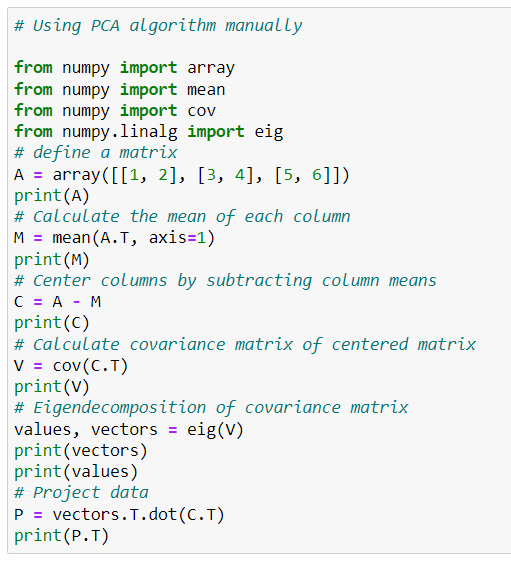 # Using PCA algorithm manually
from numpy import array
from numpy import mean
from numpy import cov
from numpy.linalg import eig
# define a matrix
A = array([[1, 2], [3, 4], [5, 6]])
print(A)
# Calculate the mean of each column
M = mean(A.T, axis=1)
print(M)
# Center columns by subtracting column means
C = A - M
print(C)
# Calculate covariance matrix of centered matrix
V = cov(C.T)
print(V)
# Eigendecomposition of covariance matrix
values, vectors = eig(V)
print(vectors)
print(values)
# Project data
P = vectors.T.dot(C.T)
print(P.T)